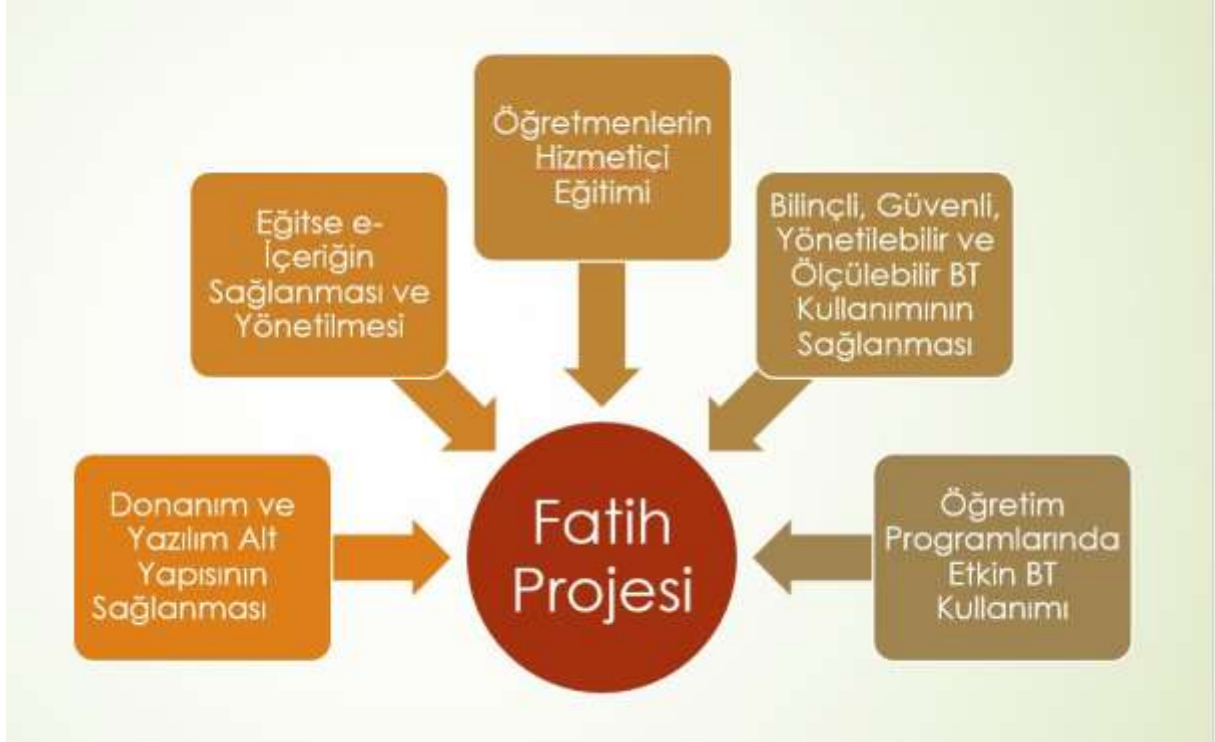 Öğretmenlerin
Hizmetiçi
Eğitimi
Eğitse e-
İçeriğin
Sağlanması ve
Yönetilmesi
Bilinçli, Güvenli,
Yönetilebilir ve
Ölçülebilir BT
Kullanımının
Sağlanması
Donanım ve
Yazılım Alt
Yapısının
Sağlanması
Fatih
Projesi
Öğretim
Programlarında
Etkin BT
Kullanımı